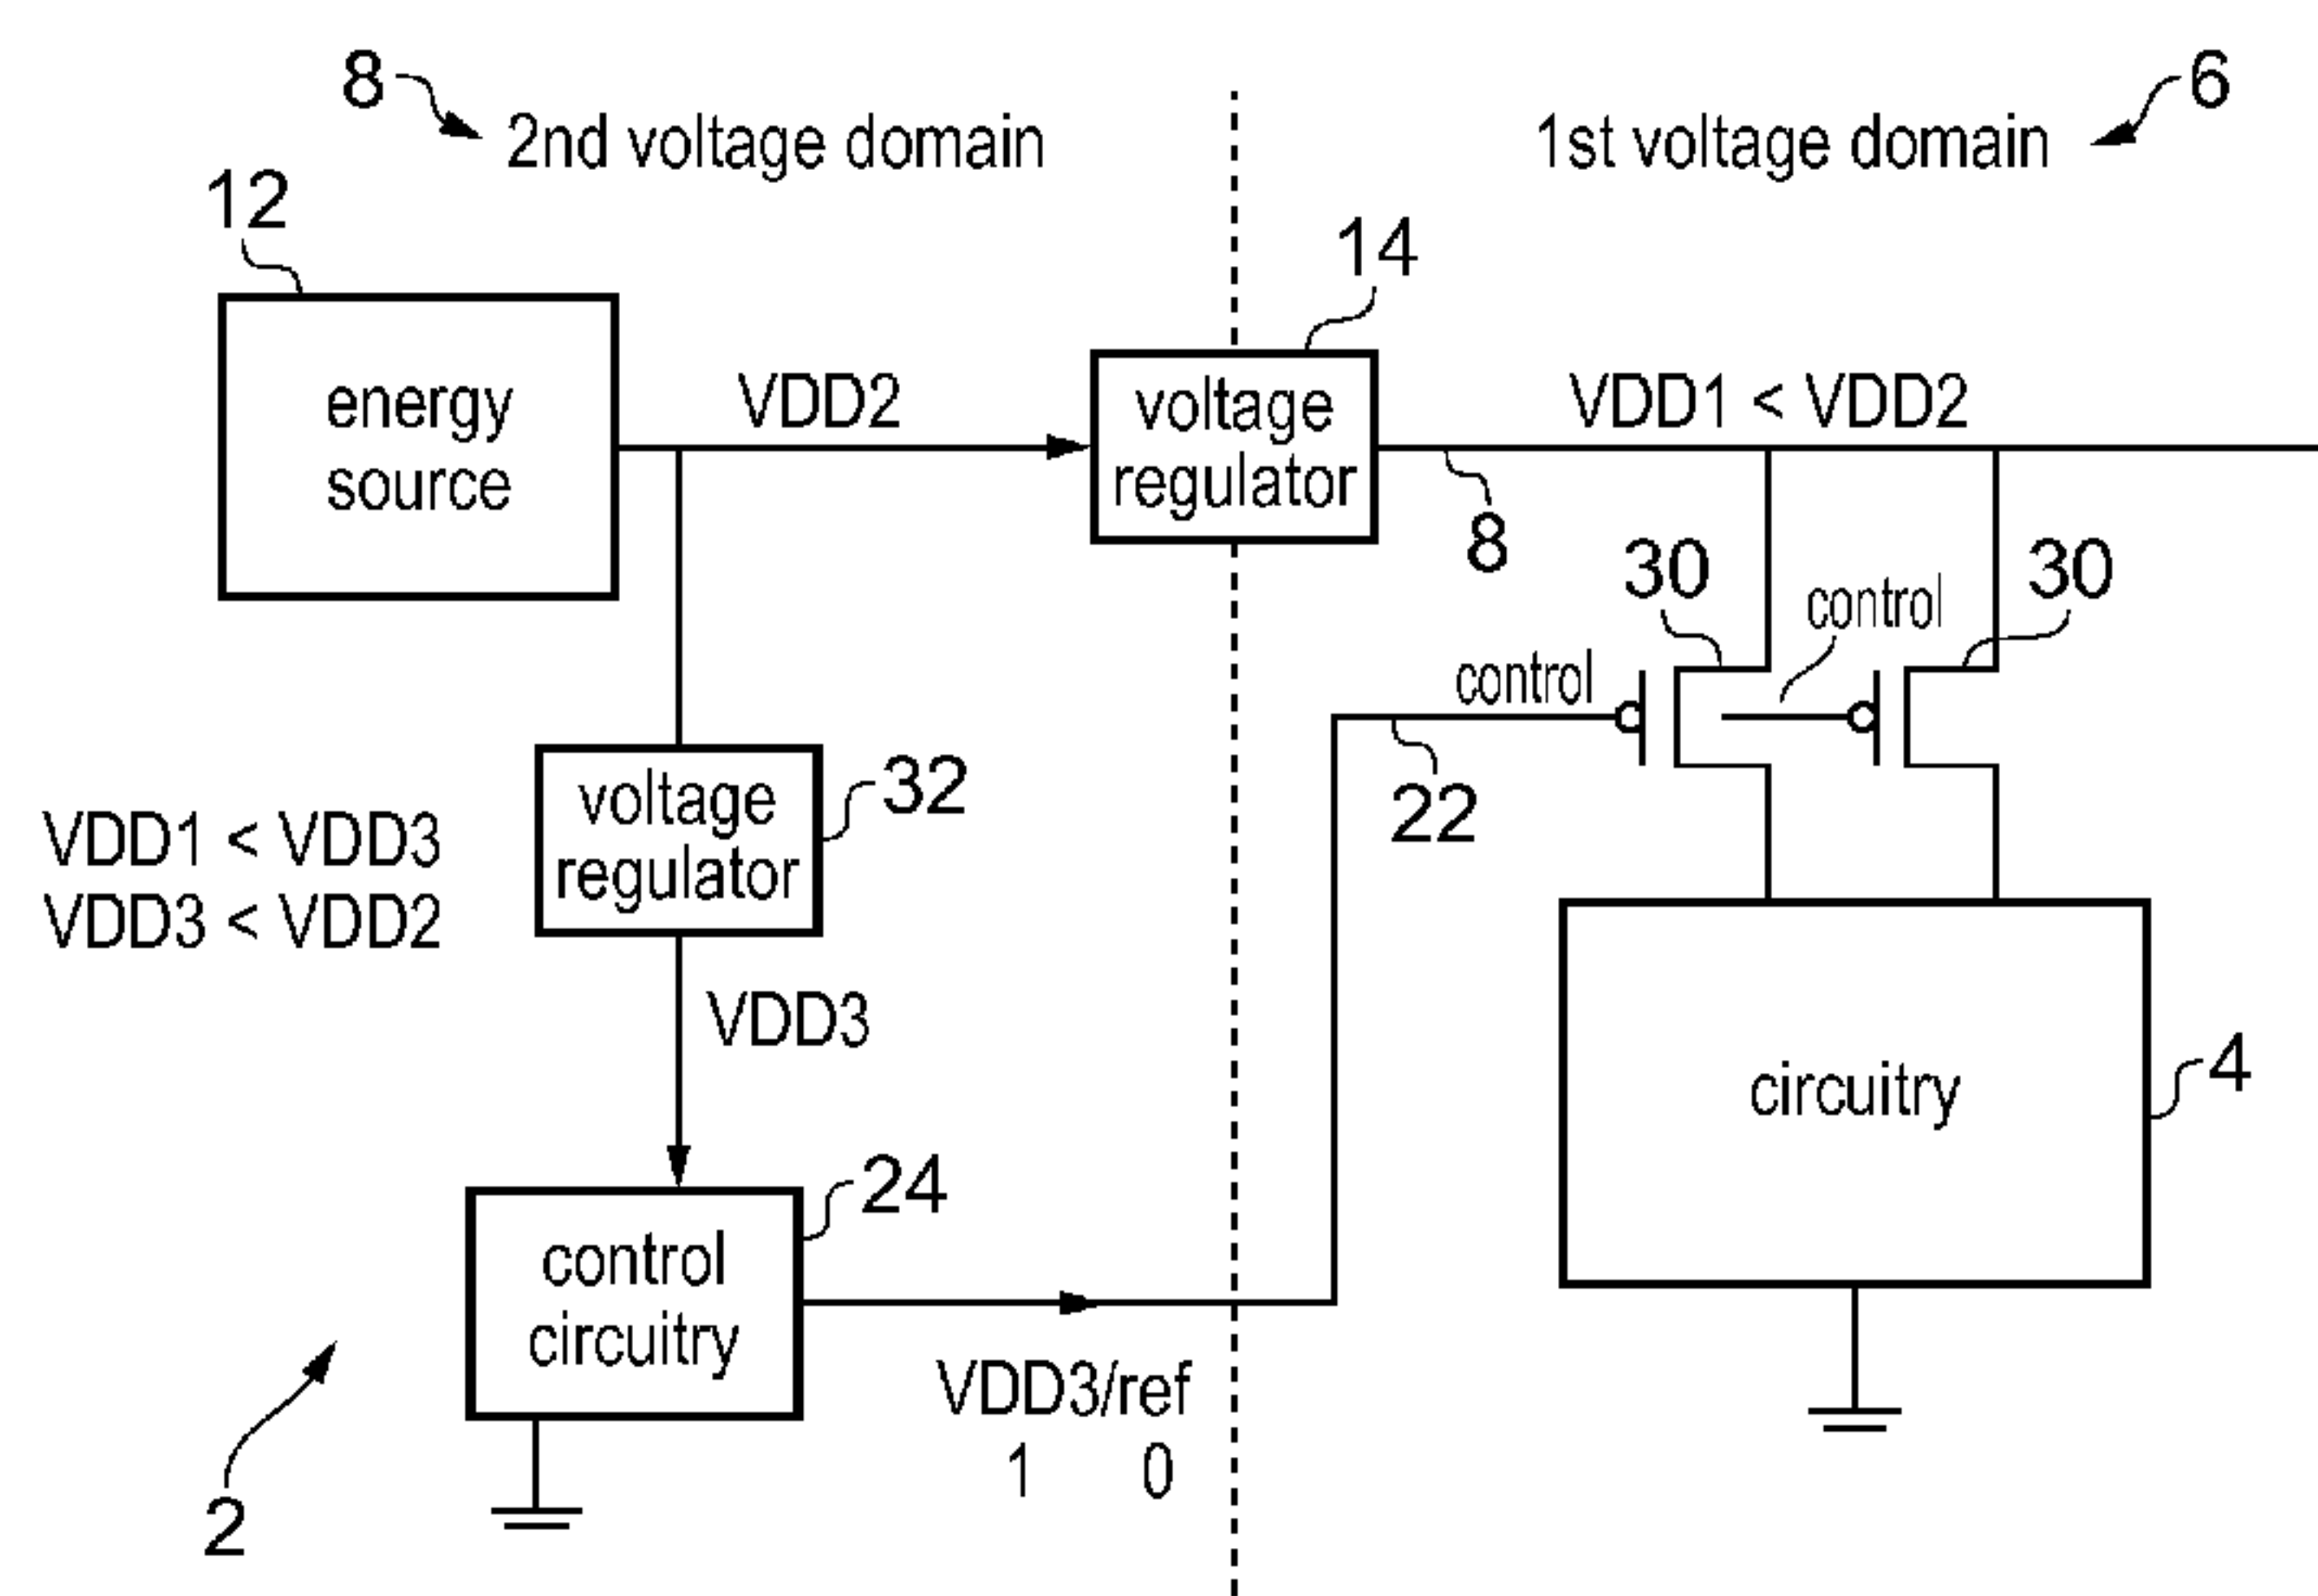 8
2nd voltage domain
1st voltage domain
6
12
14
energy
source
VDD2
voltage
regulator
VDD1 < VDD2
8
30
control
30
control
22
voltage
regulator
32
VDD1 < VDD3
VDD3 < VDD2
VDD3
circuitry
4
24
control
circuitry
VDD3/ref
1 0
2